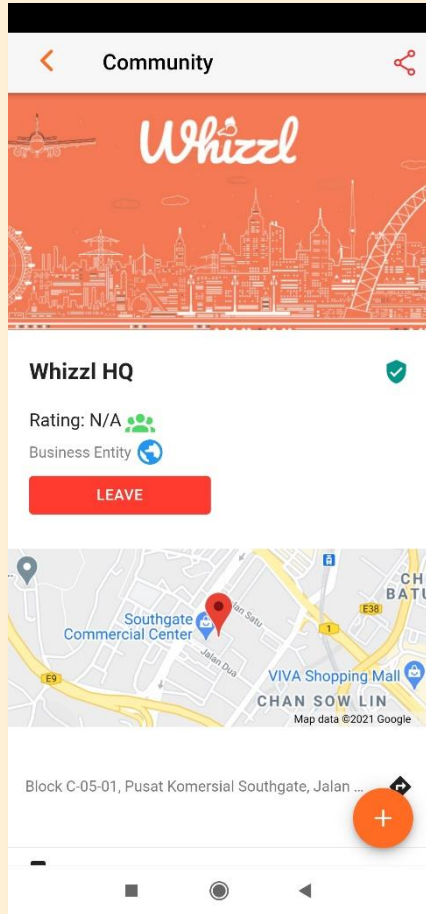 Community
Whizzl
Whizzl HQ
Rating: N/A
Business Entity
LEAVE
CH
BATU
E38
Jalan Satu
Southgate
Commercial Center
1
Jalan Dua
E9
VIVA Shopping Mall
CHAN SOW LIN
Map data ©2021 Google
Block C-05-01, Pusat Komersial Southgate, Jalan ...
+